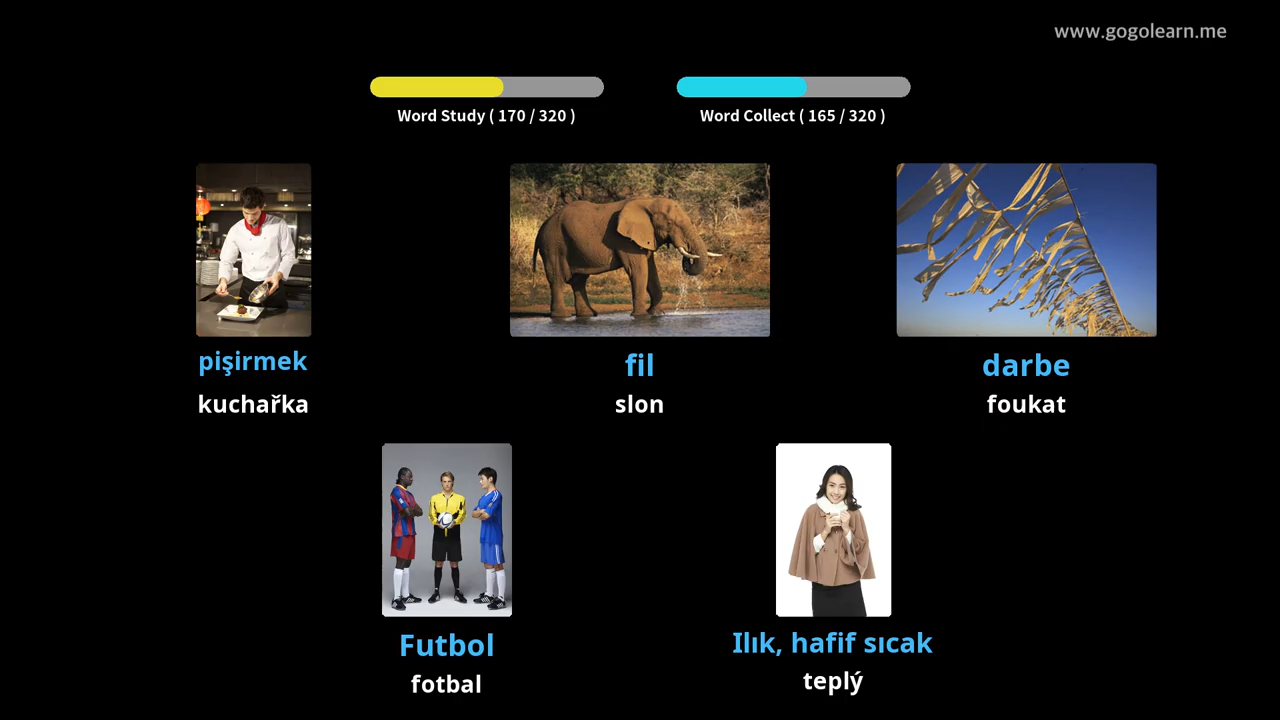 www.gogolearn.me
Word Study ( 170 / 320 )
Word Collect ( 165 / 320 )
pişirmek
kuchařka
fil
slon
darbe
foukat
Futbol
fotbal
Ilık, hafif sıcak
teplý